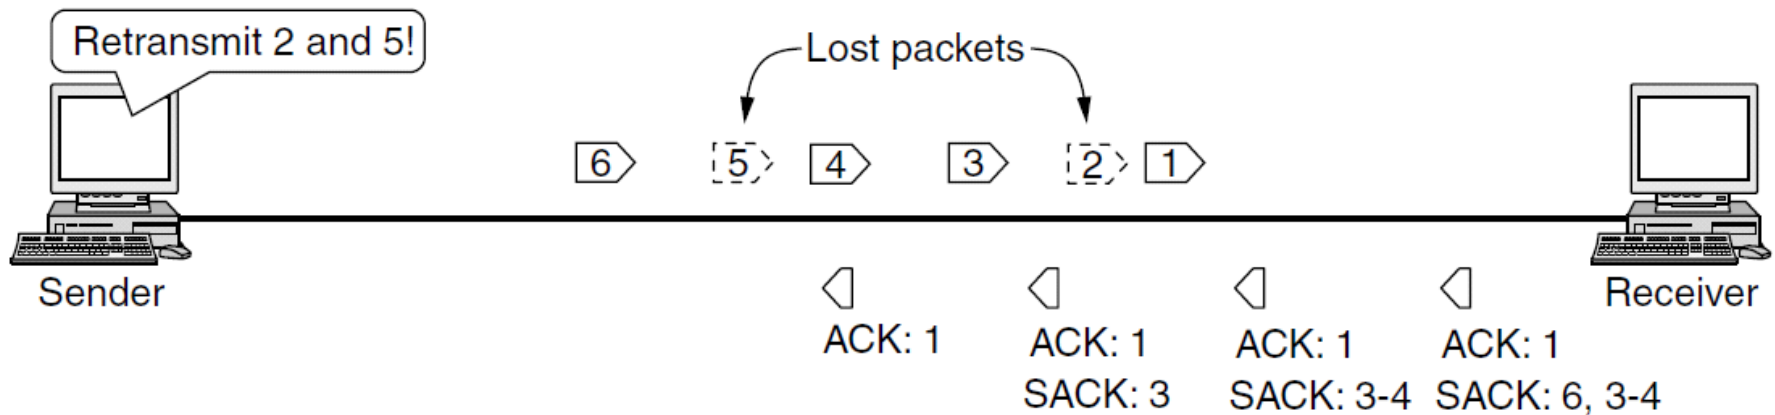 Retransmit 2 and 5!
Lost packets
6 5 4 3 2 1
Sender
Receiver
ACK: 1
ACK: 1
SACK: 3
ACK: 1
SACK: 3-4
ACK: 1
SACK: 6, 3-4